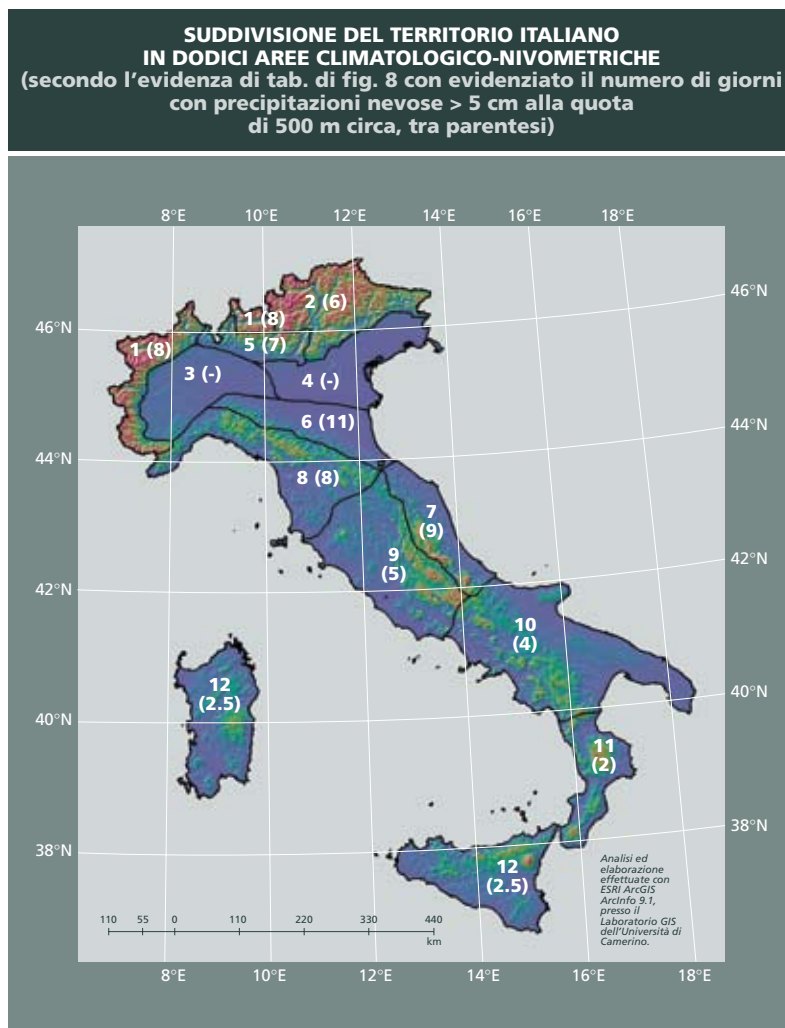 SUDDIVISIONE DEL TERRITORIO ITALIANO
IN DODICI AREE CLIMATOLOGICO-NIVOMETRICHE
(secondo l'evidenza di tab. di fig. 8 con evidenziato il numero di giorni
con precipitazioni nevose > 5 cm alla quota
di 500 m circa, tra parentesi)
8°E 10°E 12°E 14°E 16°E 18°E
46°N
46°N
2 (6)
1 (8)
5 (7)
1 (8)
3 (-)
4 (-)
6 (11)
44°N
44°N
8 (8)
7
(9)
9
(5)
42°N
42°N
10
(4)
12
(2.5)
40°N
40°N
11
(2)
38°N
38°N
12
(2.5)
Analisi ed
elaborazione
effettuate con
ESRI ArcGIS
ArcInfo 9.1,
presso il
Laboratorio GIS
dell'Università di
Camerino.
110 55 0 110 220 330 440
km
8°E 10°E 12°E 14°E 16°E 18°E